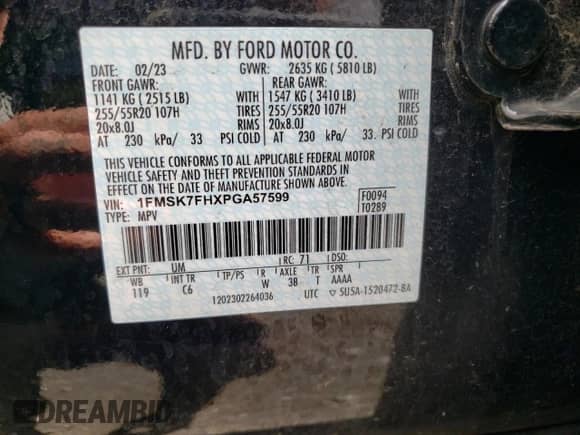 MFD. BY FORD MOTOR CO.
DATE: 02/23 GVWR: 2635 KG ( 5810 LB)
FRONT GAWR: REAR GAWR:
1141 KG ( 2515 LB) WITH 1547 KG ( 3410 LB) WITH
255/55R20 107H TIRES 255/55R20 107H TIRES
20x8.0J RIMS 20x8.0J RIMS
AT 230 kPa/ 33 PSI COLD AT 230 kPa/ 33 PSI COLD
THIS VEHICLE CONFORMS TO ALL APPLICABLE FEDERAL MOTOR
VEHICLE SAFETY AND THEFT PREVENTION STANDARDS IN
EFFECT ON THE DATE OF MANUFACTURE SHOWN ABOVE.
VIN: 1FMSK7FHXPGA57599 F0094
TYPE: MPV T0289
EXT PNT: UM RC: 71 DSO:
WB INT TR TP/PS R AXLE TR SPR
119 C6 W 38 T AAAA
1202302264036 UTC ▽ 5U5A-1520472-BA
DREAMBID